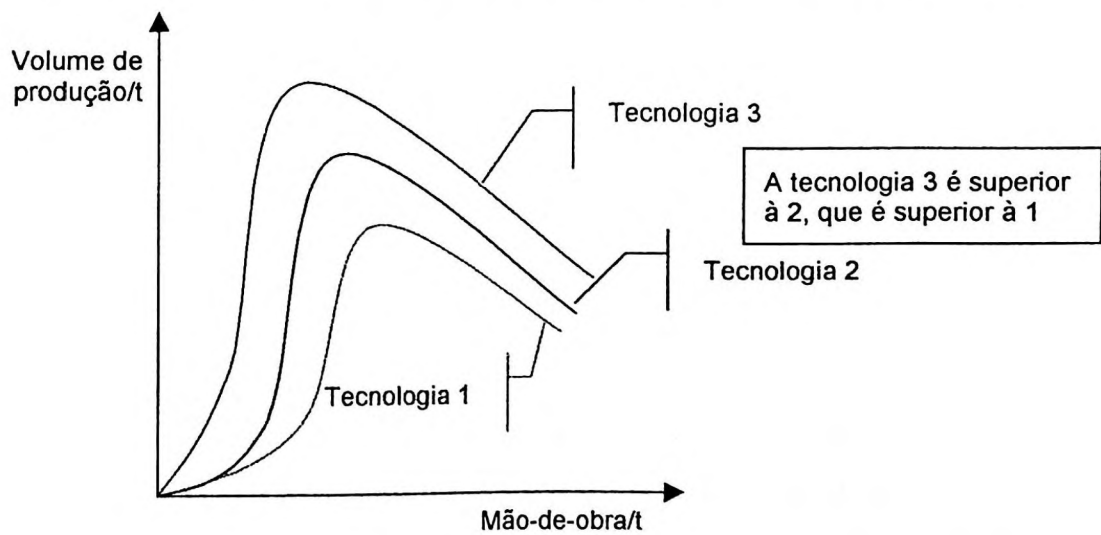 Volume de
produção/t
Tecnologia 3
A tecnologia 3 é superior
à 2, que é superior à 1
Tecnologia 2
Tecnologia 1
Mão-de-obra/t